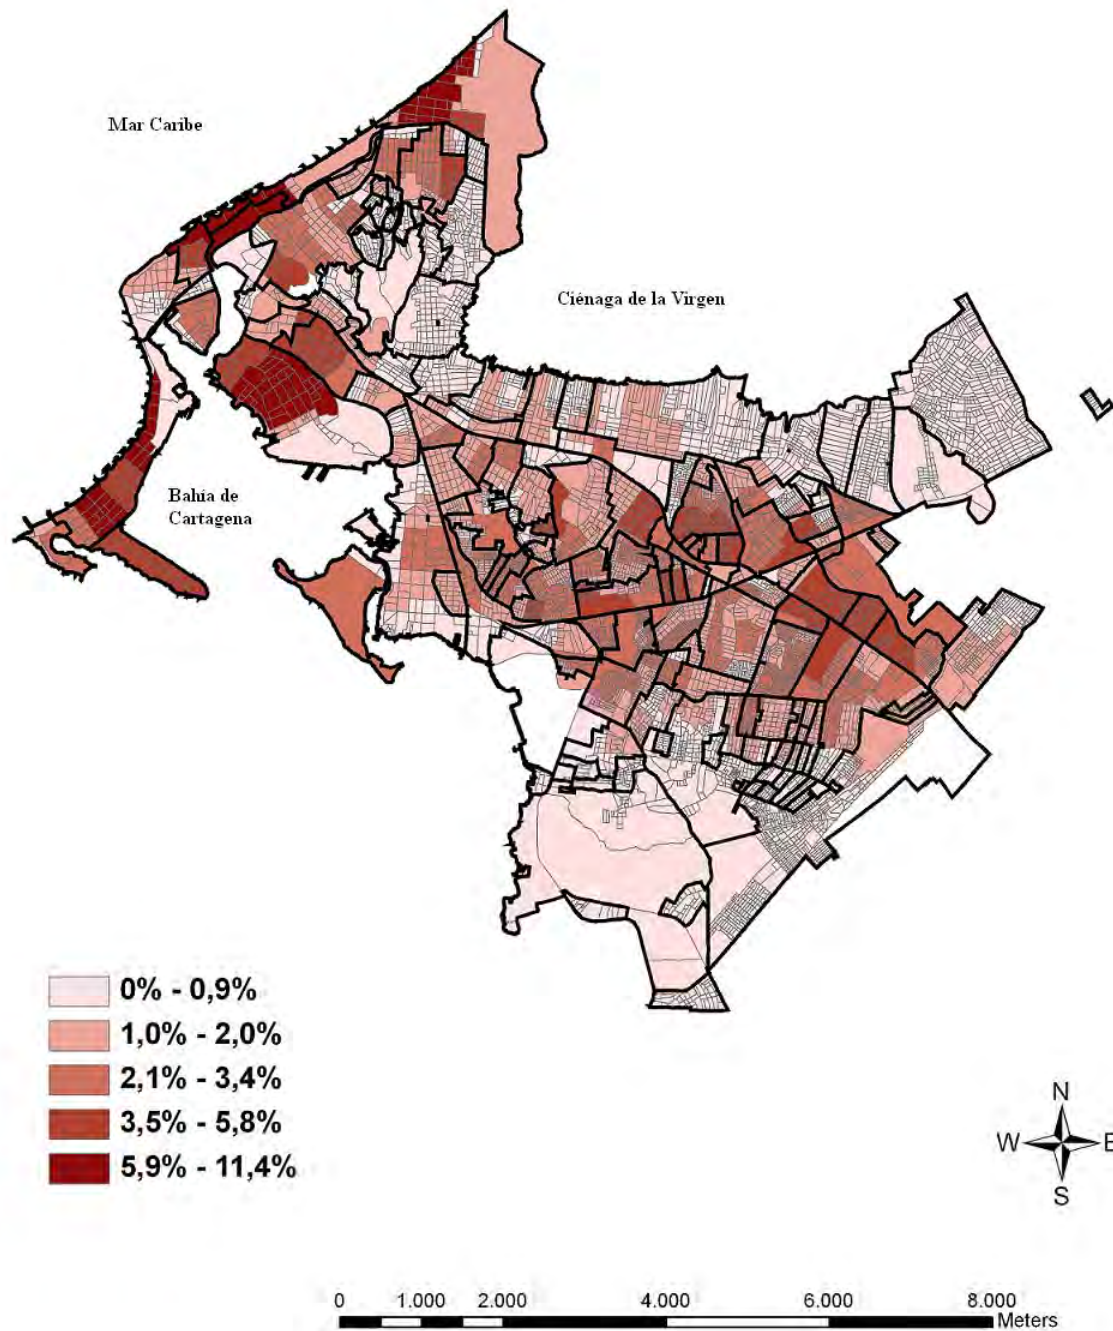 Mar Caribe
Ciénaga de la Virgen
Bahía de
Cartagena
0% - 0,9%
1,0% - 2,0%
2,1% - 3,4%
3,5% - 5,8%
5,9% - 11,4%
N
W E
S
0 1.000 2.000 4.000 6.000 8.000
Meters